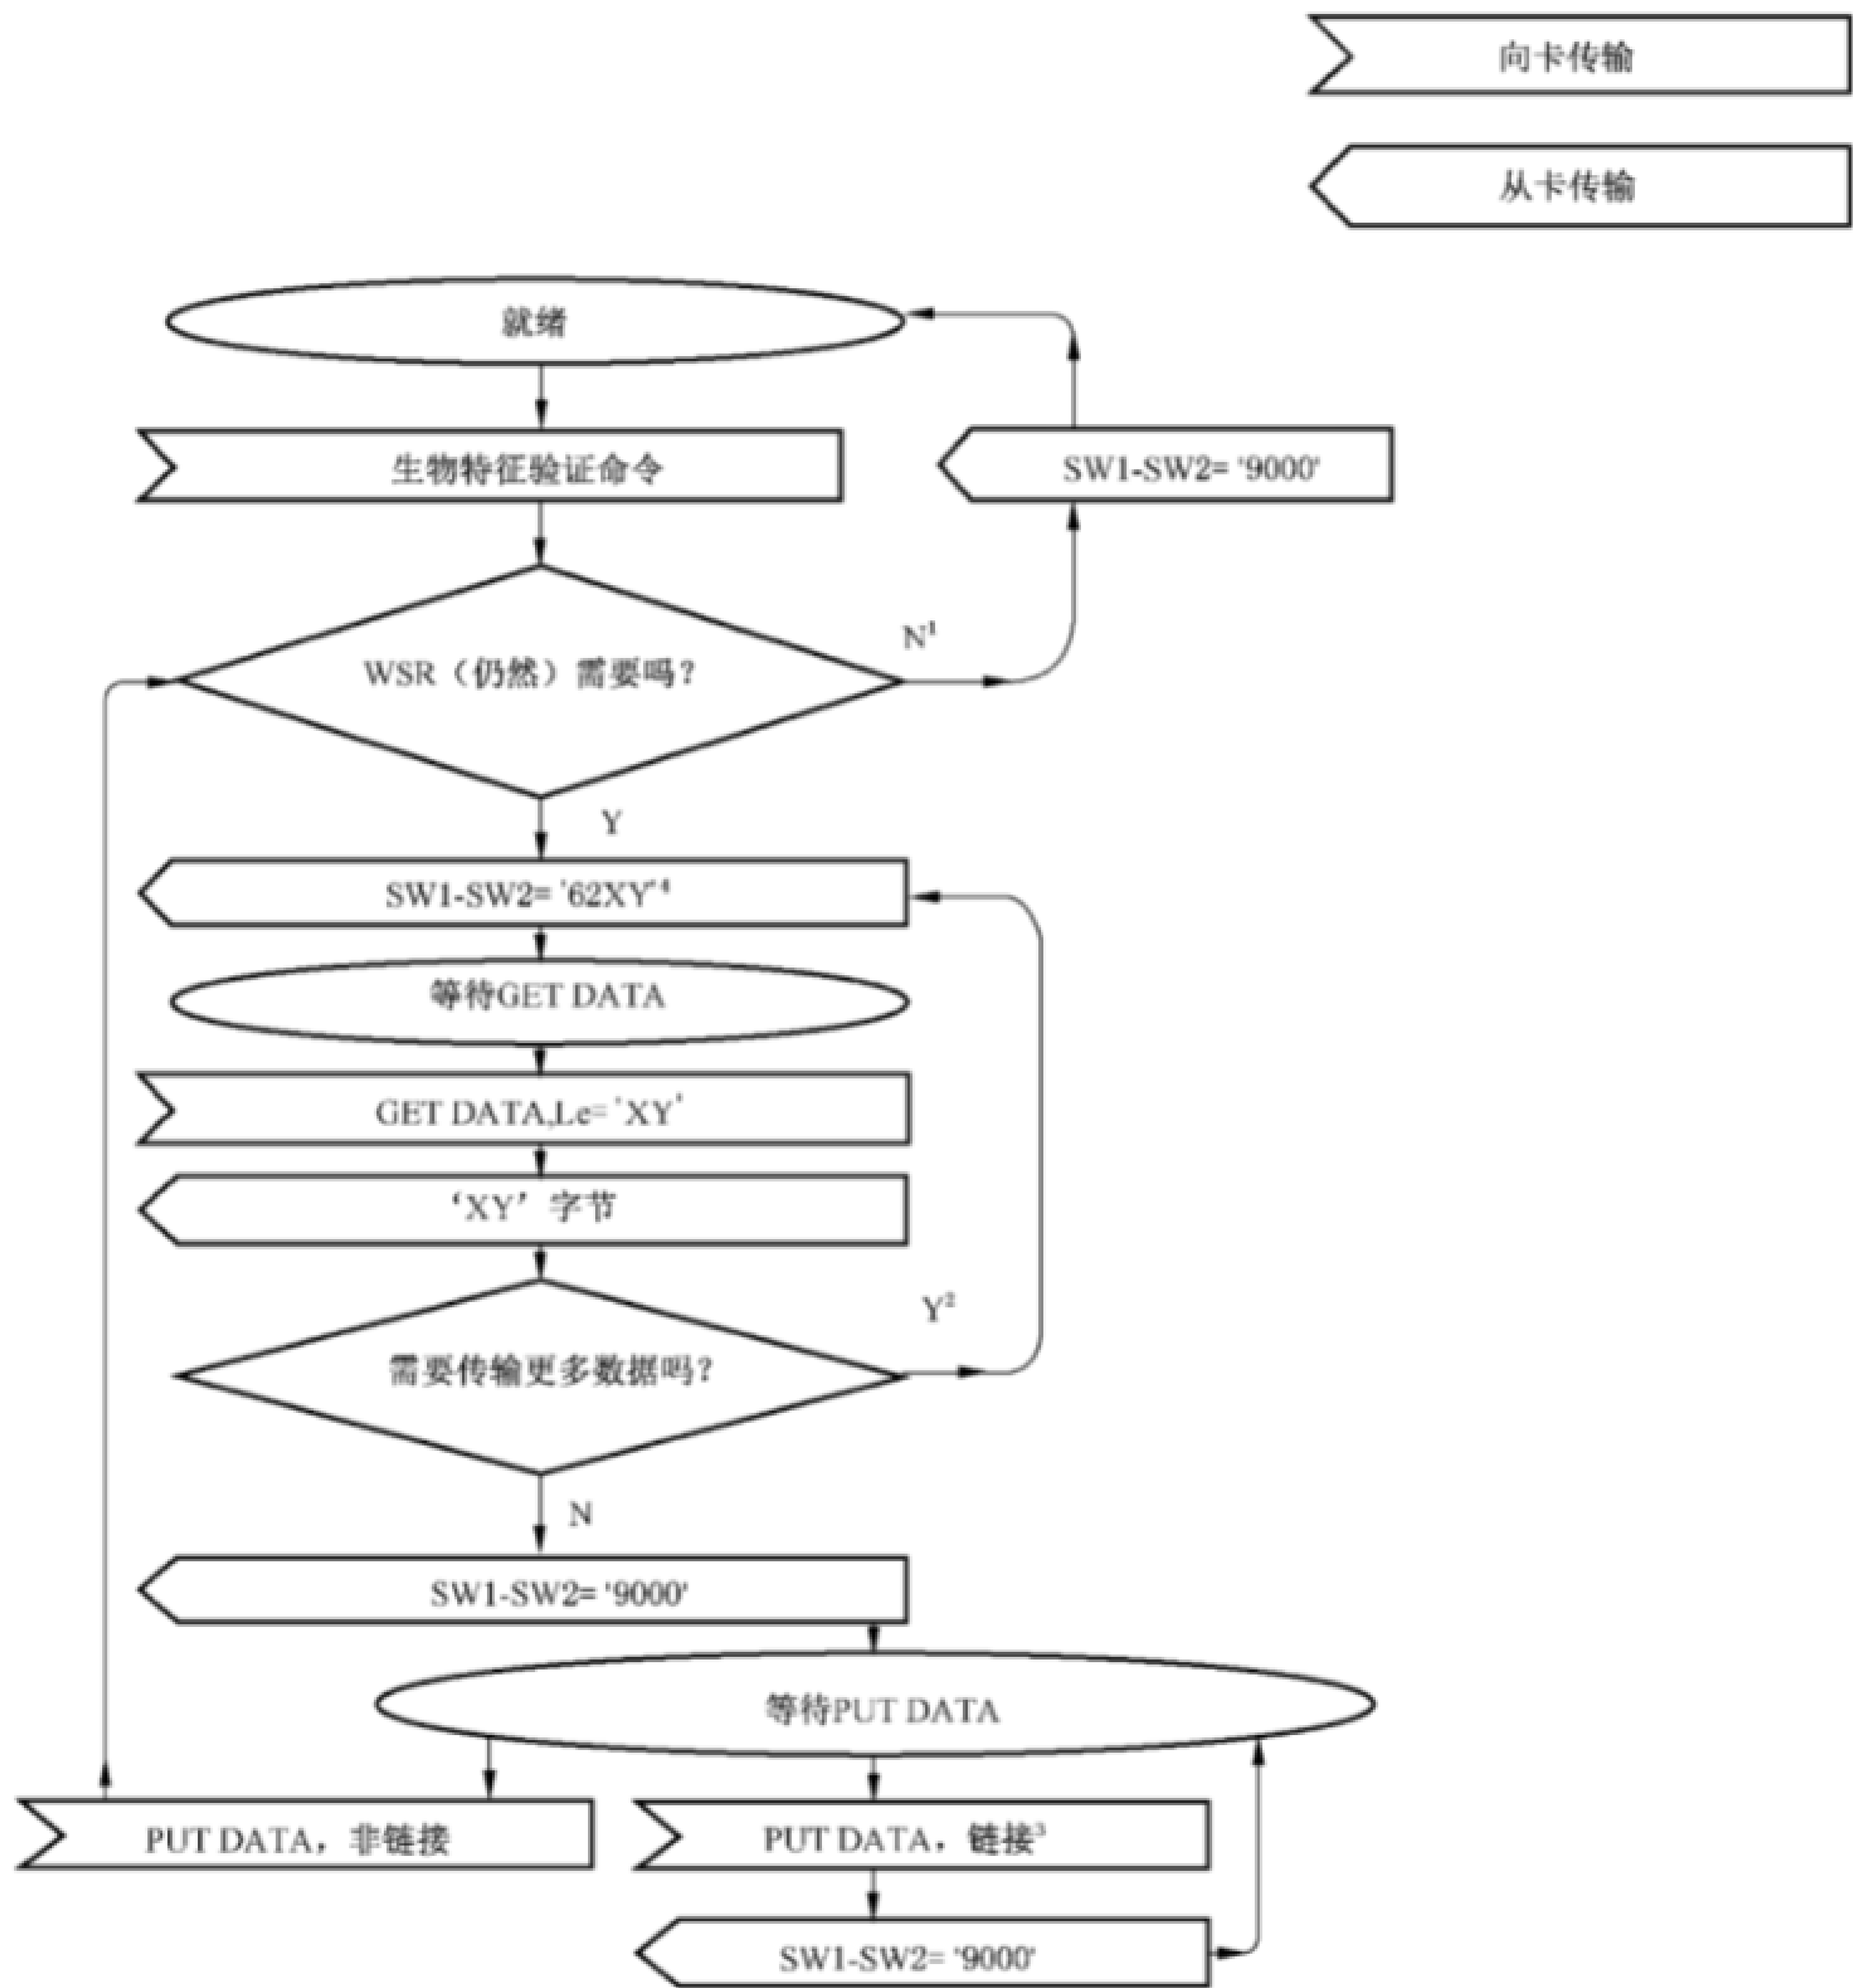 向卡传输
从卡传输
就绪
生物特征验证命令
SW1-SW2= '9000'
N¹
WSR（仍然）需要吗？
Y
SW1-SW2= '62XY'⁴
等待GET DATA
GET DATA,Le= 'XY'
‘XY’字节
Y²
需要传输更多数据吗？
N
SW1-SW2= '9000'
等待PUT DATA
PUT DATA，非链接
PUT DATA，链接³
SW1-SW2= '9000'